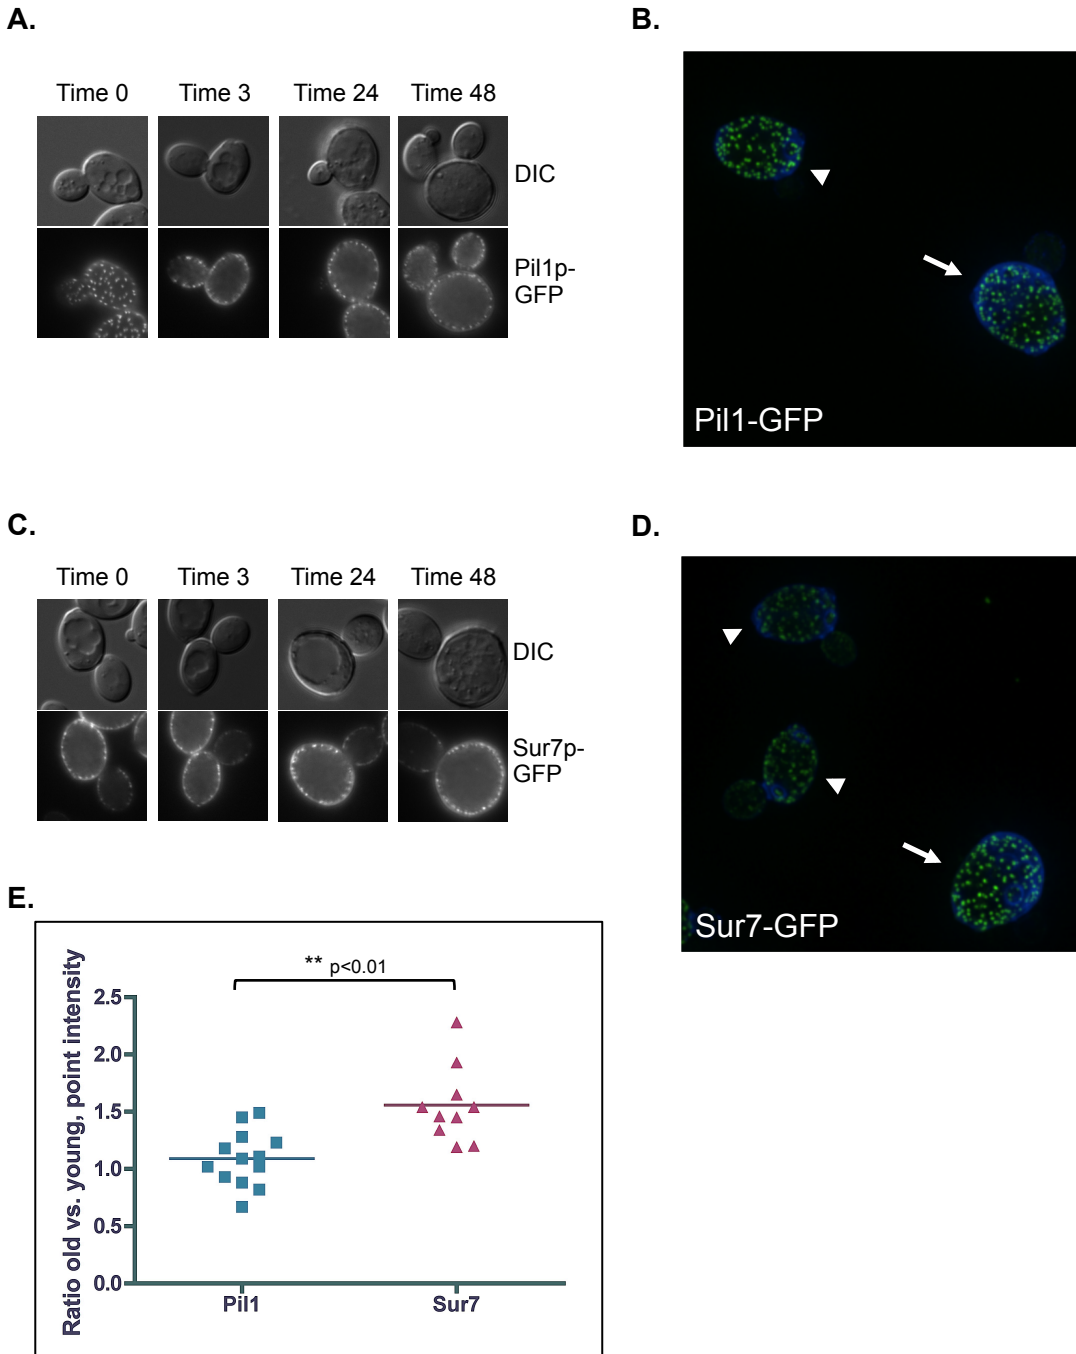 A.
Time 0 Time 3 Time 24 Time 48
DIC
Pil1p-
GFP
B.
Pil1-GFP
C.
Time 0 Time 3 Time 24 Time 48
DIC
Sur7p-
GFP
D.
Sur7-GFP
E.
Ratio old vs. young, point intensity
** p<0.01
2.5
2.0
1.5
1.0
0.5
0.0
Pil1 Sur7